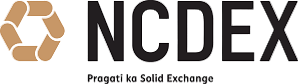 NCDEX
Pragati ka Solid Exchange